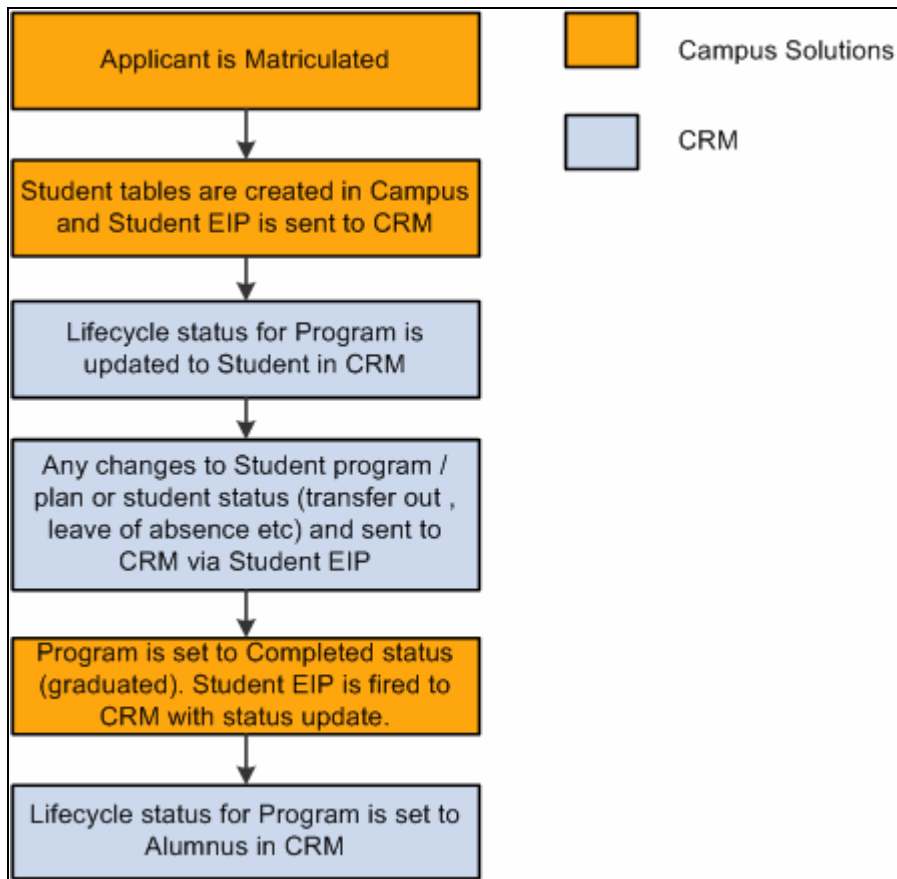 Applicant is Matriculated
Campus Solutions
CRM
Student tables are created in Campus
and Student EIP is sent to CRM
Lifecycle status for Program is
updated to Student in CRM
Any changes to Student program /
plan or student status (transfer out ,
leave of absence etc) and sent to
CRM via Student EIP
Program is set to Completed status
(graduated). Student EIP is fired to
CRM with status update.
Lifecycle status for Program is set to
Alumnus in CRM